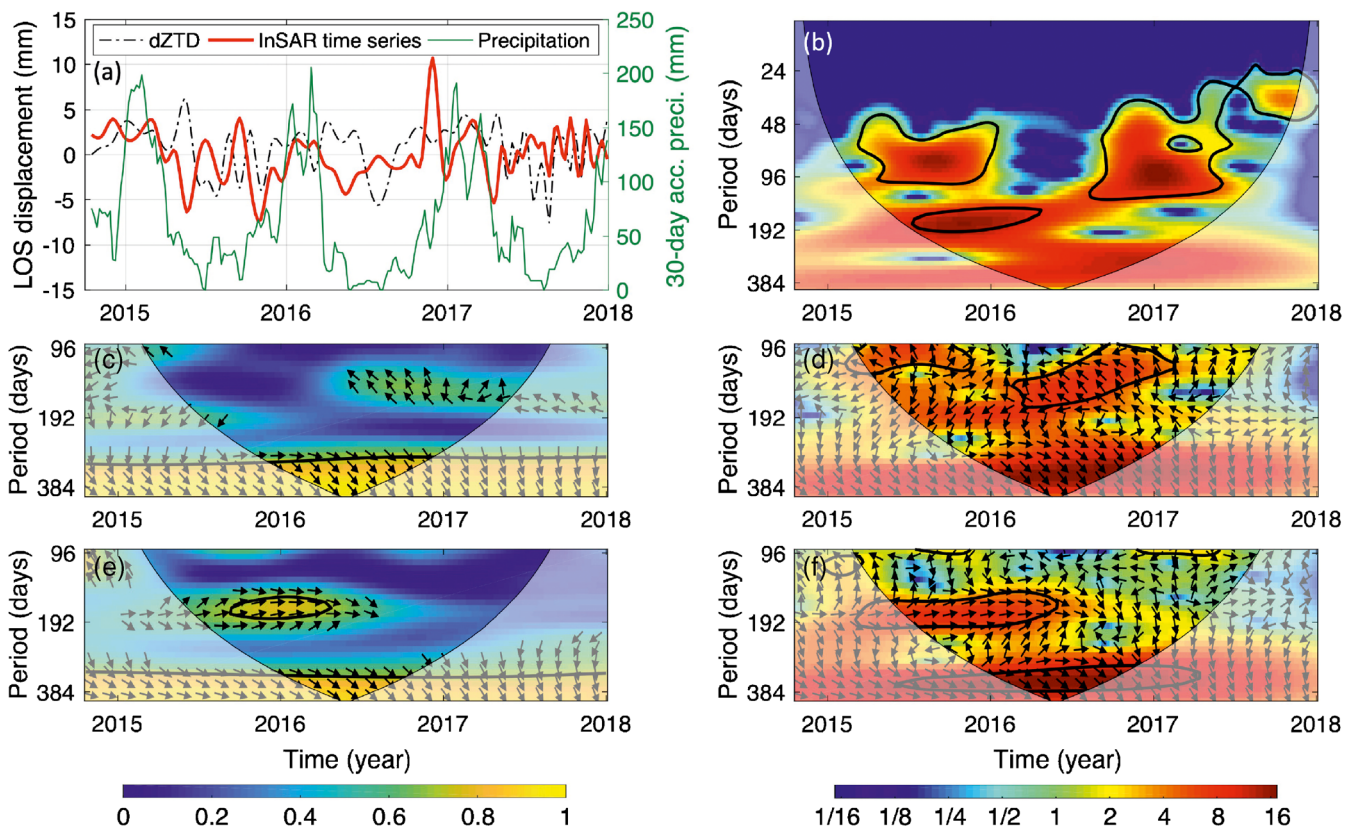 15
10
5
0
-5
-10
-15
LOS displacement (mm)
dZTD InSAR time series Precipitation
(a)
250
200
150
100
50
0
30-day acc. preci. (mm)
2015 2016 2017 2018
(b)
24
48
96
192
384
Period (days)
2015 2016 2017 2018
(c)
96
192
384
Period (days)
2015 2016 2017 2018
(d)
96
192
384
Period (days)
2015 2016 2017 2018
(e)
96
192
384
Period (days)
2015 2016 2017 2018
Time (year)
(f)
96
192
384
Period (days)
2015 2016 2017 2018
Time (year)
0 0.2 0.4 0.6 0.8 1
1/16 1/8 1/4 1/2 1 2 4 8 16